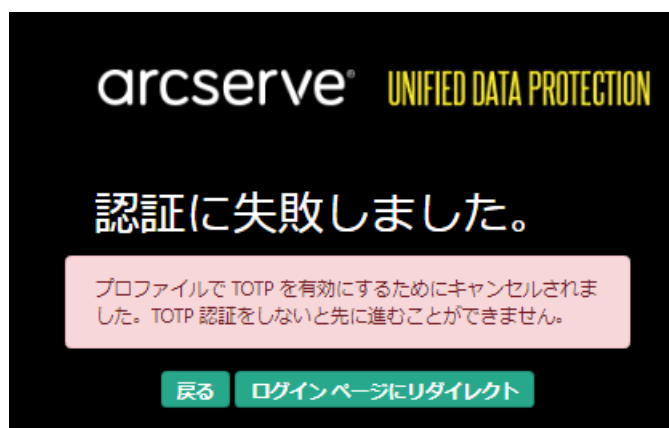 arcserve® UNIFIED DATA PROTECTION
認証に失敗しました。
プロファイルで TOTP を有効にするためにキャンセルされま
した。TOTP 認証をしないと先に進むことができません。
戻る ログイン ページにリダイレクト